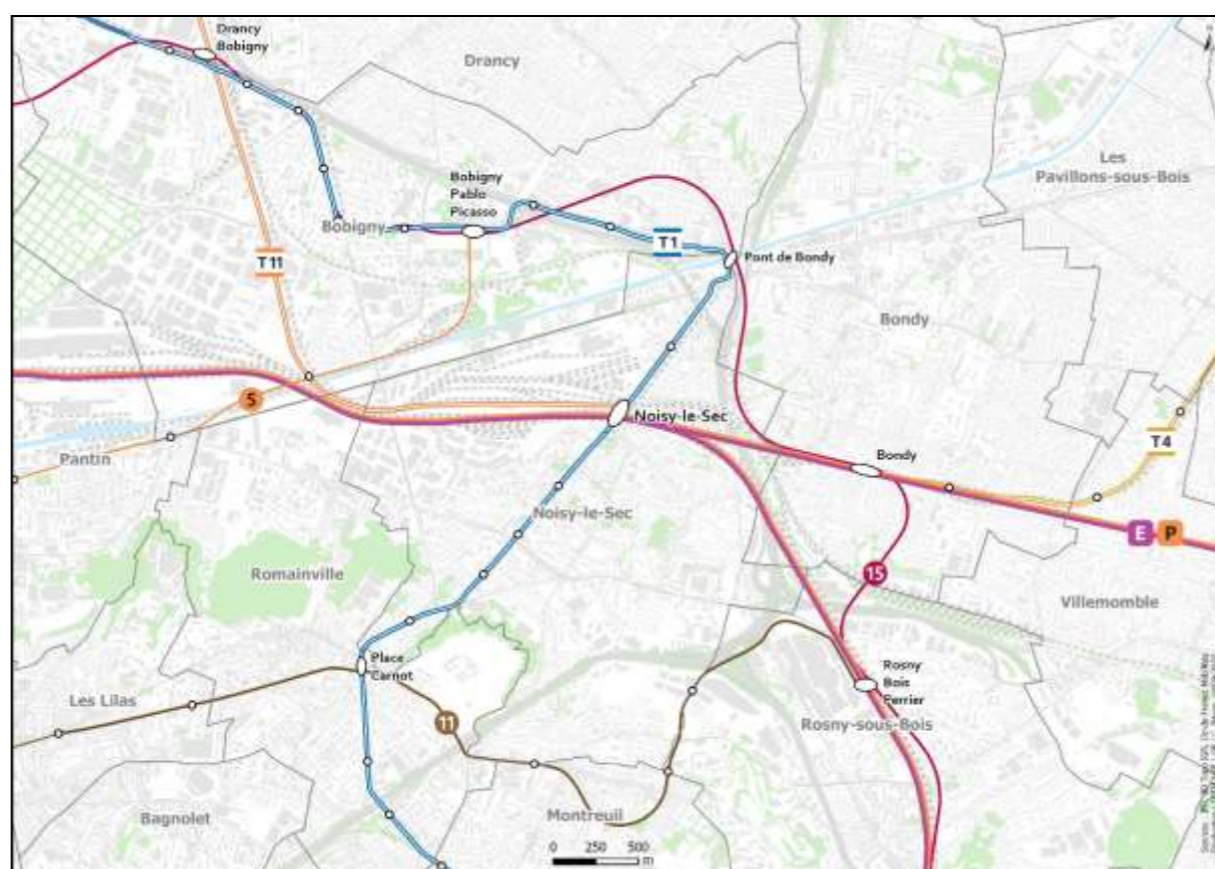 Drancy
Bobigny
Drancy
Les
Pavillons-sous-Bois
Bobigny
Pablo
Picasso
Bobigny
T1
T11
Pont de Bondy
Bondy
5
Noisy-le-Sec
Bondy
T4
Pantin
Noisy-le-Sec
E P
Romainville
15
Villemomble
Place
Carnot
Rosny
Bois
Perrier
Les Lilas
11
Rosny-sous-Bois
Bagnolet
Montreuil
0 250 500
m